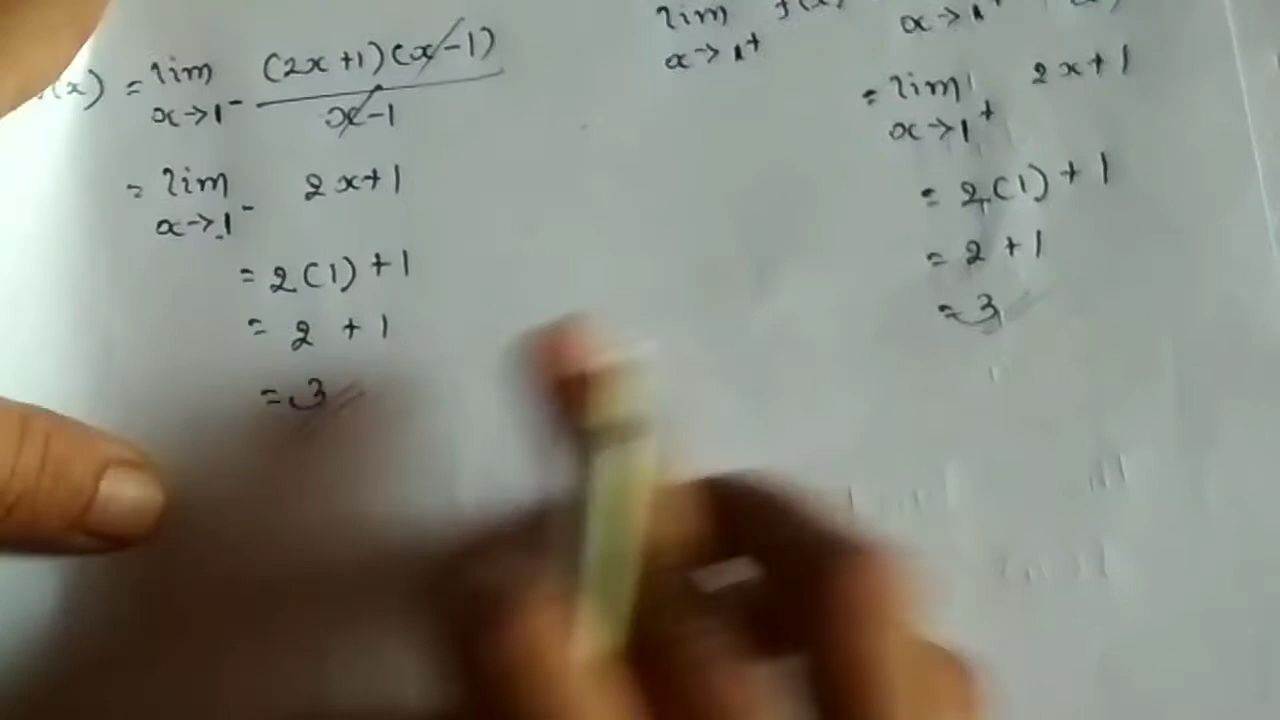 (x) = lim (2x+1)(x-1)
x→1⁻ x-1
= lim 2x+1
x→1⁻
= 2(1)+1
= 2 + 1
= 3
lim f(x)
x→1⁺ x→1⁺
= lim 2x+1
x→1⁺
= 2(1)+1
= 2 + 1
= 3